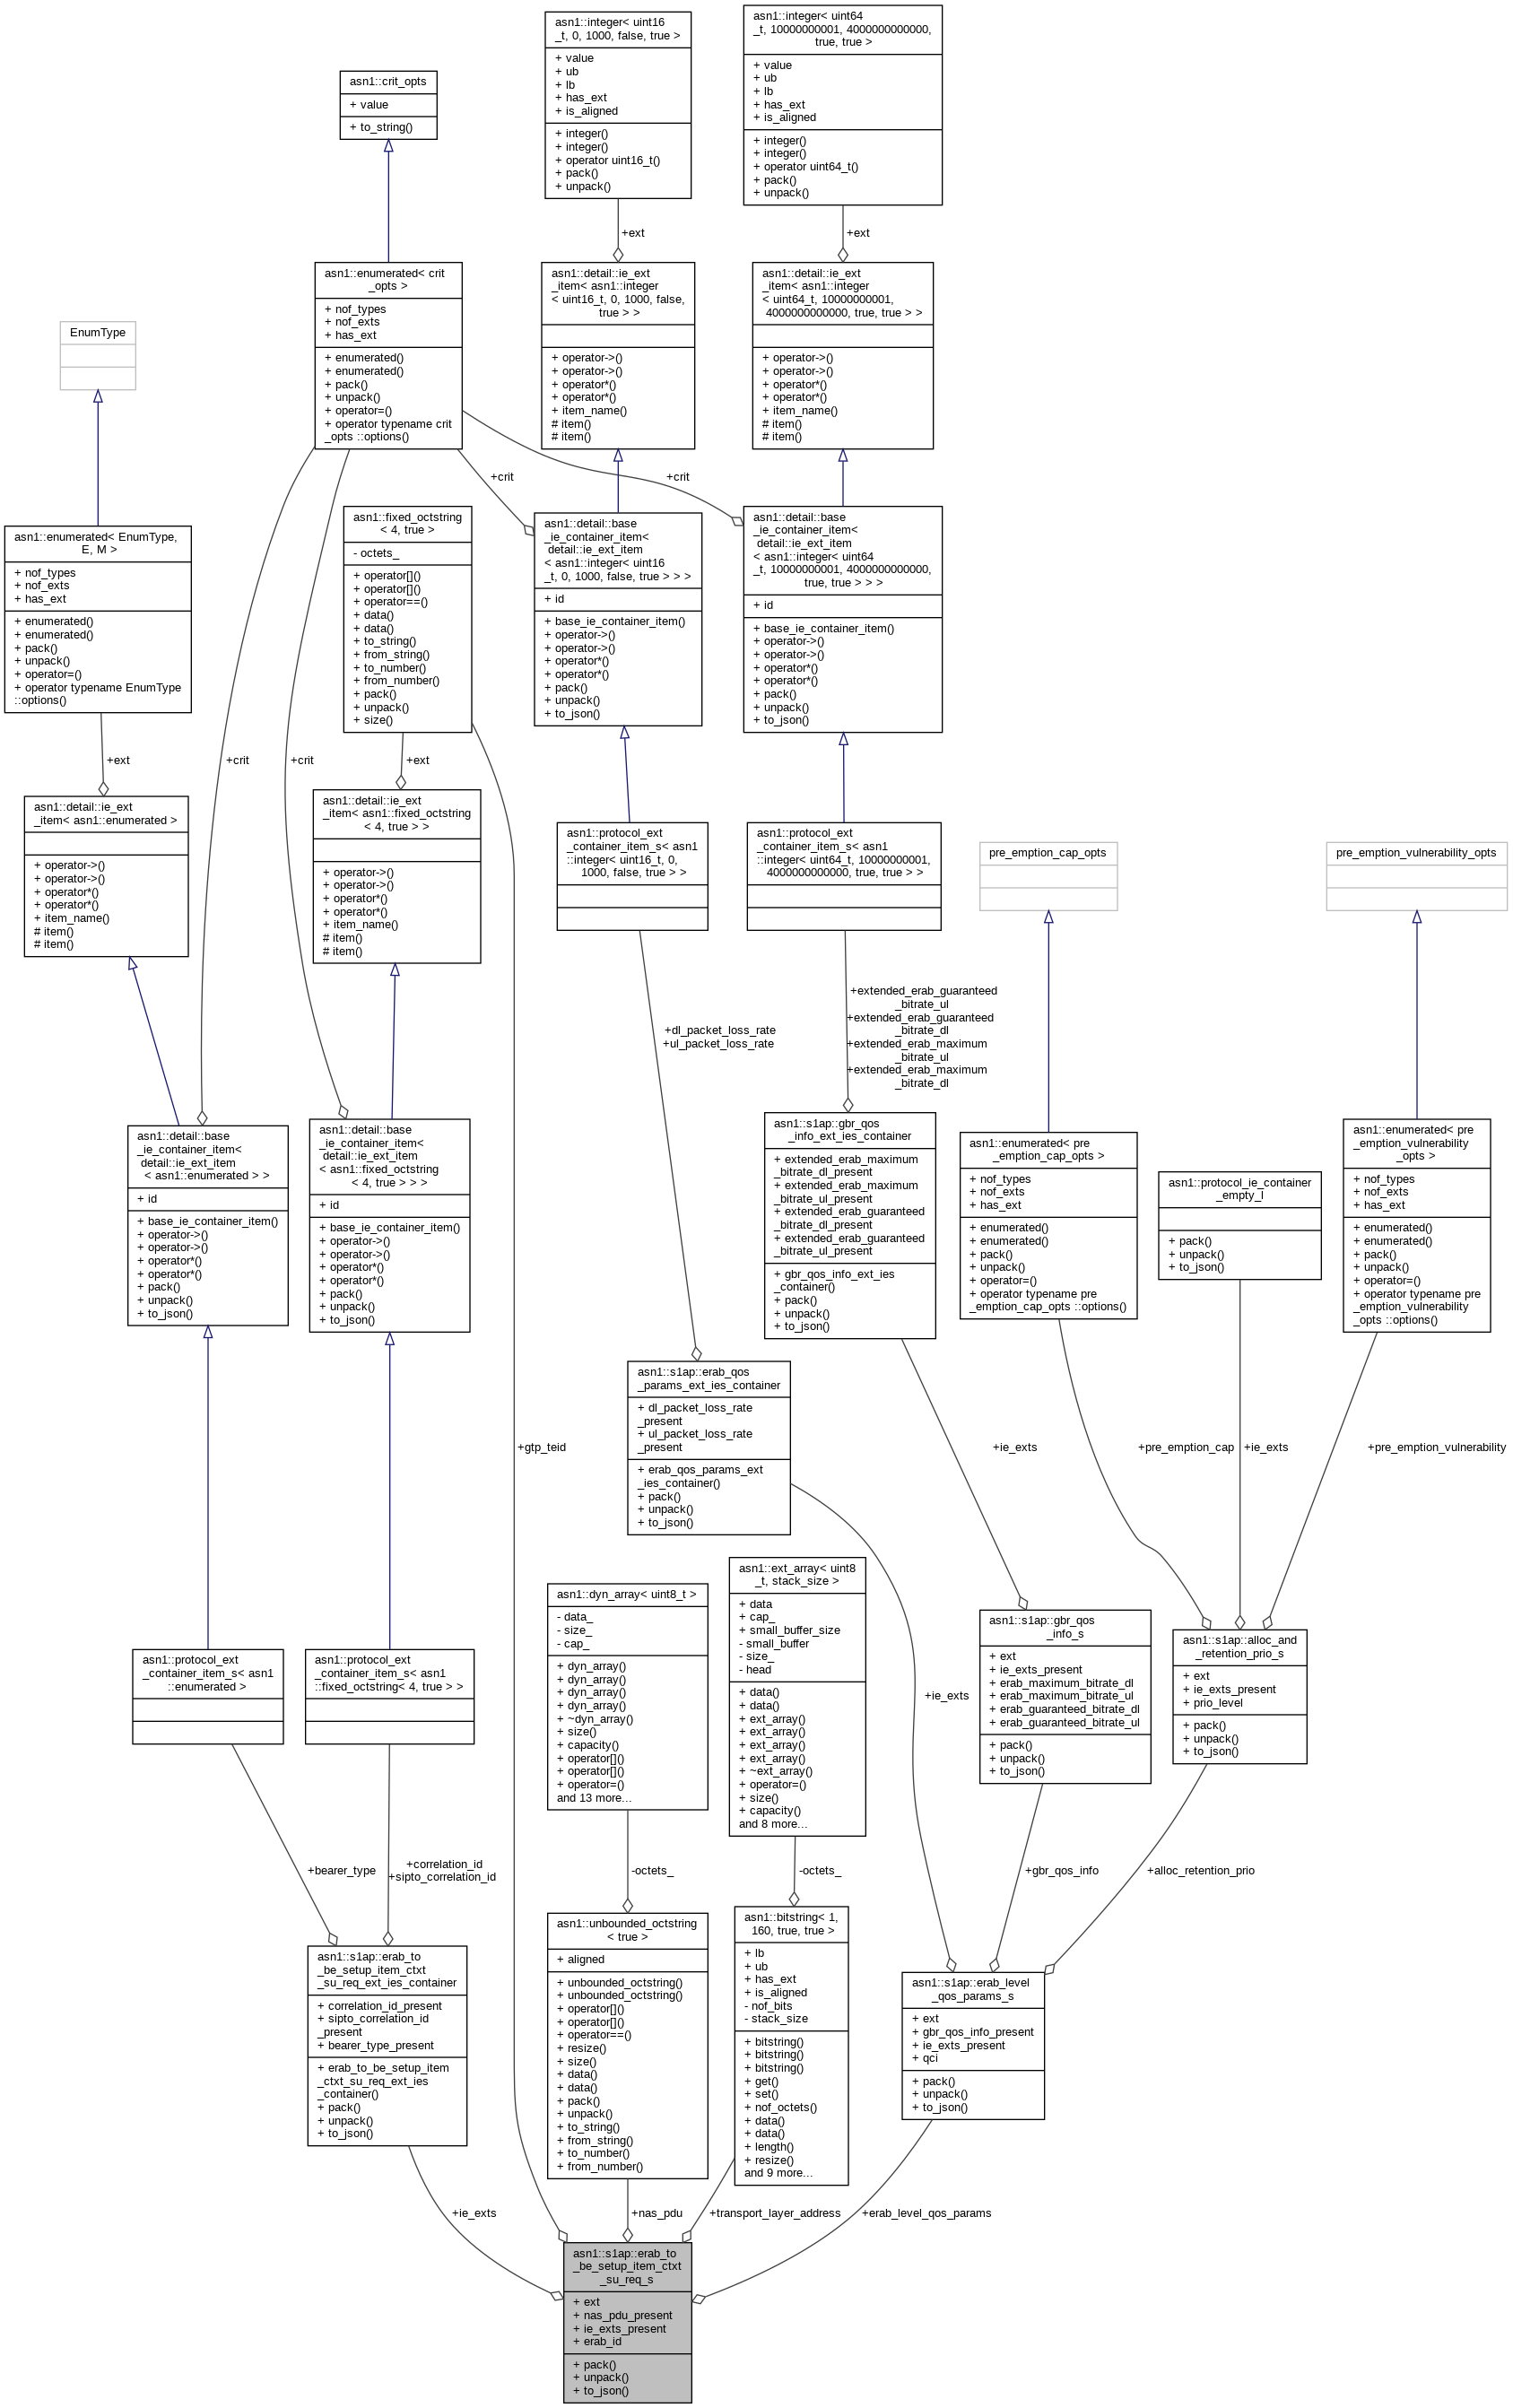 asn1::integer< uint16
_t, 0, 1000, false, true >
+ value
+ ub
+ lb
+ has_ext
+ is_aligned
+ integer()
+ integer()
+ operator uint16_t()
+ pack()
+ unpack()
asn1::integer< uint64
_t, 10000000001, 4000000000000,
true, true >
+ value
+ ub
+ lb
+ has_ext
+ is_aligned
+ integer()
+ integer()
+ operator uint64_t()
+ pack()
+ unpack()
asn1::crit_opts
+ value
+ to_string()
+ext
+ext
asn1::enumerated< crit
_opts >
+ nof_types
+ nof_exts
+ has_ext
+ enumerated()
+ enumerated()
+ pack()
+ unpack()
+ operator=()
+ operator typename crit
_opts ::options()
asn1::detail::ie_ext
_item< asn1::integer
< uint16_t, 0, 1000, false,
true > >
+ operator->()
+ operator->()
+ operator*()
+ operator*()
+ item_name()
# item()
# item()
asn1::detail::ie_ext
_item< asn1::integer
< uint64_t, 10000000001,
4000000000000, true, true > >
+ operator->()
+ operator->()
+ operator*()
+ operator*()
+ item_name()
# item()
# item()
EnumType
+crit
+crit
asn1::enumerated< EnumType,
E, M >
+ nof_types
+ nof_exts
+ has_ext
+ enumerated()
+ enumerated()
+ pack()
+ unpack()
+ operator=()
+ operator typename EnumType
::options()
asn1::fixed_octstring
< 4, true >
- octets_
+ operator[]()
+ operator[]()
+ operator==()
+ data()
+ data()
+ to_string()
+ from_string()
+ to_number()
+ from_number()
+ pack()
+ unpack()
+ size()
asn1::detail::base
_ie_container_item<
detail::ie_ext_item
< asn1::integer< uint16
_t, 0, 1000, false, true > > >
+ id
+ base_ie_container_item()
+ operator->()
+ operator->()
+ operator*()
+ operator*()
+ pack()
+ unpack()
+ to_json()
asn1::detail::base
_ie_container_item<
detail::ie_ext_item
< asn1::integer< uint64
_t, 10000000001, 4000000000000,
true, true > > >
+ id
+ base_ie_container_item()
+ operator->()
+ operator->()
+ operator*()
+ operator*()
+ pack()
+ unpack()
+ to_json()
+ext
+crit
+crit
+ext
asn1::detail::ie_ext
_item< asn1::enumerated >
+ operator->()
+ operator->()
+ operator*()
+ operator*()
+ item_name()
# item()
# item()
asn1::detail::ie_ext
_item< asn1::fixed_octstring
< 4, true > >
+ operator->()
+ operator->()
+ operator*()
+ operator*()
+ item_name()
# item()
# item()
asn1::protocol_ext
_container_item_s< asn1
::integer< uint16_t, 0,
1000, false, true > >
asn1::protocol_ext
_container_item_s< asn1
::integer< uint64_t, 10000000001,
4000000000000, true, true > >
pre_emption_cap_opts
pre_emption_vulnerability_opts
+dl_packet_loss_rate
+ul_packet_loss_rate
+extended_erab_guaranteed
_bitrate_ul
+extended_erab_guaranteed
_bitrate_dl
+extended_erab_maximum
_bitrate_ul
+extended_erab_maximum
_bitrate_dl
asn1::detail::base
_ie_container_item<
detail::ie_ext_item
< asn1::enumerated > >
+ id
+ base_ie_container_item()
+ operator->()
+ operator->()
+ operator*()
+ operator*()
+ pack()
+ unpack()
+ to_json()
asn1::detail::base
_ie_container_item<
detail::ie_ext_item
< asn1::fixed_octstring
< 4, true > > >
+ id
+ base_ie_container_item()
+ operator->()
+ operator->()
+ operator*()
+ operator*()
+ pack()
+ unpack()
+ to_json()
asn1::s1ap::gbr_qos
_info_ext_ies_container
+ extended_erab_maximum
_bitrate_dl_present
+ extended_erab_maximum
_bitrate_ul_present
+ extended_erab_guaranteed
_bitrate_dl_present
+ extended_erab_guaranteed
_bitrate_ul_present
+ gbr_qos_info_ext_ies
_container()
+ pack()
+ unpack()
+ to_json()
asn1::enumerated< pre
_emption_cap_opts >
+ nof_types
+ nof_exts
+ has_ext
+ enumerated()
+ enumerated()
+ pack()
+ unpack()
+ operator=()
+ operator typename pre
_emption_cap_opts ::options()
asn1::protocol_ie_container
_empty_l
+ pack()
+ unpack()
+ to_json()
asn1::enumerated< pre
_emption_vulnerability
_opts >
+ nof_types
+ nof_exts
+ has_ext
+ enumerated()
+ enumerated()
+ pack()
+ unpack()
+ operator=()
+ operator typename pre
_emption_vulnerability
_opts ::options()
asn1::s1ap::erab_qos
_params_ext_ies_container
+ dl_packet_loss_rate
_present
+ ul_packet_loss_rate
_present
+ erab_qos_params_ext
_ies_container()
+ pack()
+ unpack()
+ to_json()
+gtp_teid
+ie_exts
+pre_emption_cap
+ie_exts
+pre_emption_vulnerability
asn1::protocol_ext
_container_item_s< asn1
::enumerated >
asn1::protocol_ext
_container_item_s< asn1
::fixed_octstring< 4, true > >
asn1::dyn_array< uint8_t >
- data_
- size_
- cap_
+ dyn_array()
+ dyn_array()
+ dyn_array()
+ dyn_array()
+ ~dyn_array()
+ size()
+ capacity()
+ operator[]()
+ operator[]()
+ operator=()
and 13 more...
asn1::ext_array< uint8
_t, stack_size >
+ data
+ cap_
+ small_buffer_size
- small_buffer
- size_
- head
+ data()
+ data()
+ ext_array()
+ ext_array()
+ ext_array()
+ ext_array()
+ ~ext_array()
+ operator=()
+ size()
+ capacity()
and 8 more...
+ie_exts
asn1::s1ap::gbr_qos
_info_s
+ ext
+ ie_exts_present
+ erab_maximum_bitrate_dl
+ erab_maximum_bitrate_ul
+ erab_guaranteed_bitrate_dl
+ erab_guaranteed_bitrate_ul
+ pack()
+ unpack()
+ to_json()
asn1::s1ap::alloc_and
_retention_prio_s
+ ext
+ ie_exts_present
+ prio_level
+ pack()
+ unpack()
+ to_json()
+bearer_type
+correlation_id
+sipto_correlation_id
-octets_
-octets_
+gbr_qos_info
+alloc_retention_prio
asn1::s1ap::erab_to
_be_setup_item_ctxt
_su_req_ext_ies_container
+ correlation_id_present
+ sipto_correlation_id
_present
+ bearer_type_present
+ erab_to_be_setup_item
_ctxt_su_req_ext_ies
_container()
+ pack()
+ unpack()
+ to_json()
asn1::unbounded_octstring
< true >
+ aligned
+ unbounded_octstring()
+ unbounded_octstring()
+ operator[]()
+ operator[]()
+ operator==()
+ resize()
+ size()
+ data()
+ data()
+ pack()
+ unpack()
+ to_string()
+ from_string()
+ to_number()
+ from_number()
asn1::bitstring< 1,
160, true, true >
+ lb
+ ub
+ has_ext
+ is_aligned
- nof_bits
- stack_size
+ bitstring()
+ bitstring()
+ bitstring()
+ get()
+ set()
+ nof_octets()
+ data()
+ data()
+ length()
+ resize()
and 9 more...
asn1::s1ap::erab_level
_qos_params_s
+ ext
+ gbr_qos_info_present
+ ie_exts_present
+ qci
+ pack()
+ unpack()
+ to_json()
+ie_exts
+nas_pdu
+transport_layer_address
+erab_level_qos_params
asn1::s1ap::erab_to
_be_setup_item_ctxt
_su_req_s
+ ext
+ nas_pdu_present
+ ie_exts_present
+ erab_id
+ pack()
+ unpack()
+ to_json()